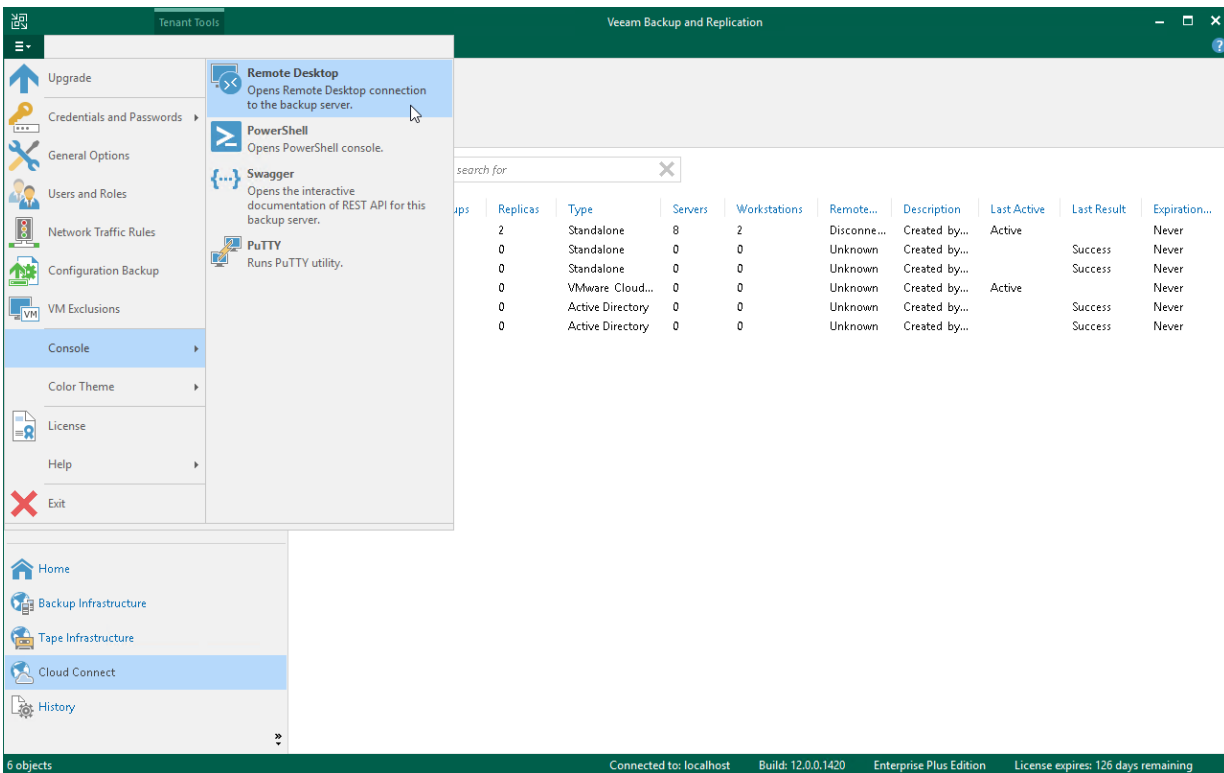 Tenant Tools
Veeam Backup and Replication
Upgrade
Credentials and Passwords
General Options
Users and Roles
Network Traffic Rules
Configuration Backup
VM
VM Exclusions
Console
Color Theme
License
Help
Exit
Remote Desktop
Opens Remote Desktop connection
to the backup server.
PowerShell
Opens PowerShell console.
Swagger
Opens the interactive
documentation of REST API for this
backup server.
PuTTY
Runs PuTTY utility.
search for
ups Replicas Type Servers Workstations Remote... Description Last Active Last Result Expiration...
2 Standalone 8 2 Disconne... Created by... Active Never
0 Standalone 0 0 Unknown Created by... Success Never
0 Standalone 0 0 Unknown Created by... Success Never
0 VMware Cloud... 0 0 Unknown Created by... Active Never
0 Active Directory 0 0 Unknown Created by... Success Never
0 Active Directory 0 0 Unknown Created by... Success Never
Home
Backup Infrastructure
Tape Infrastructure
Cloud Connect
History
6 objects
Connected to: localhost Build: 12.0.0.1420 Enterprise Plus Edition License expires: 126 days remaining